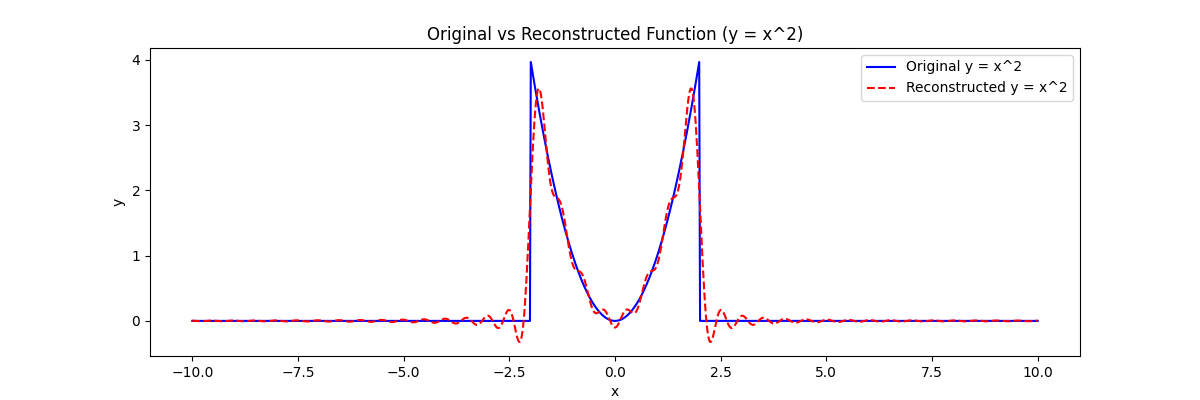 Original vs Reconstructed Function (y = x^2)
Original y = x^2
Reconstructed y = x^2
y
4
3
2
1
0
−10.0 −7.5 −5.0 −2.5 0.0 2.5 5.0 7.5 10.0
x